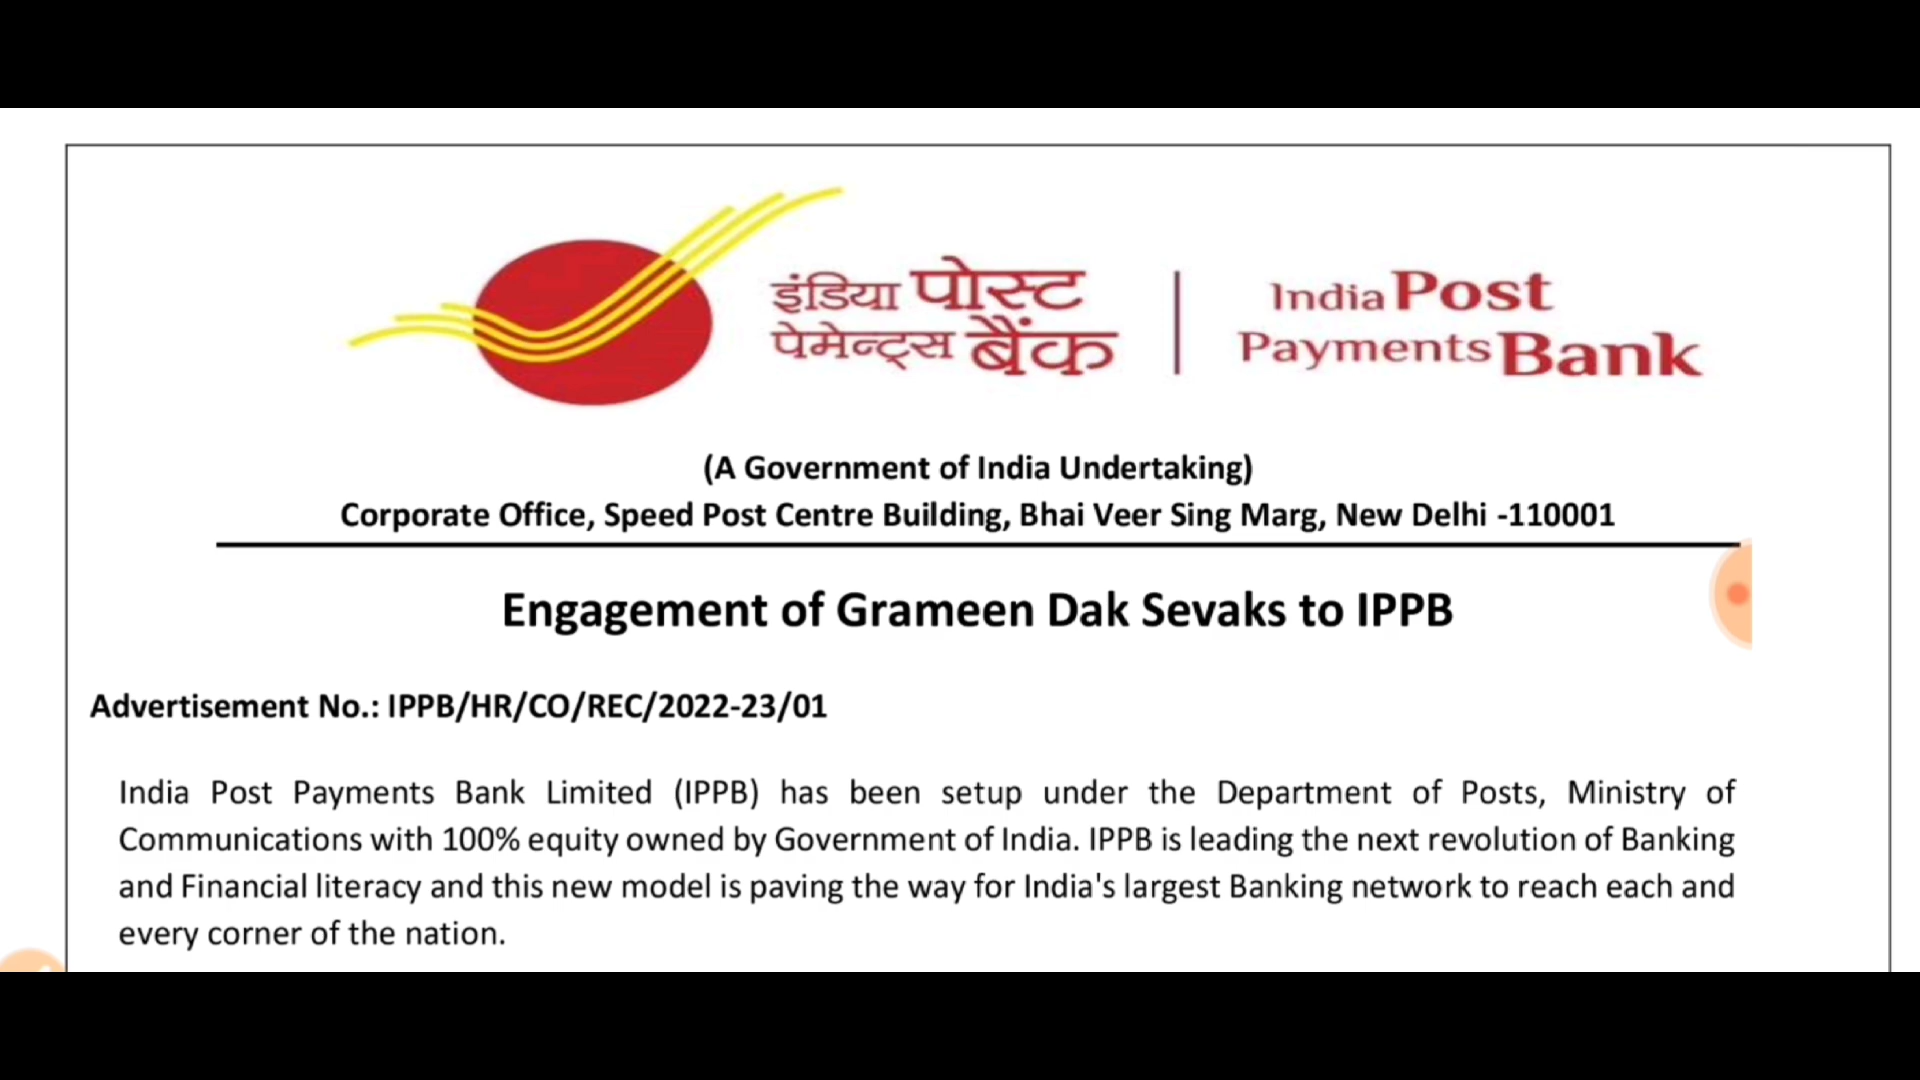 इंडिया पोस्ट
पेमेन्ट्स बैंक
India Post
Payments Bank
(A Government of India Undertaking)
Corporate Office, Speed Post Centre Building, Bhai Veer Sing Marg, New Delhi -110001
Engagement of Grameen Dak Sevaks to IPPB
Advertisement No.: IPPB/HR/CO/REC/2022-23/01
India Post Payments Bank Limited (IPPB) has been setup under the Department of Posts, Ministry of
Communications with 100% equity owned by Government of India. IPPB is leading the next revolution of Banking
and Financial literacy and this new model is paving the way for India's largest Banking network to reach each and
every corner of the nation.